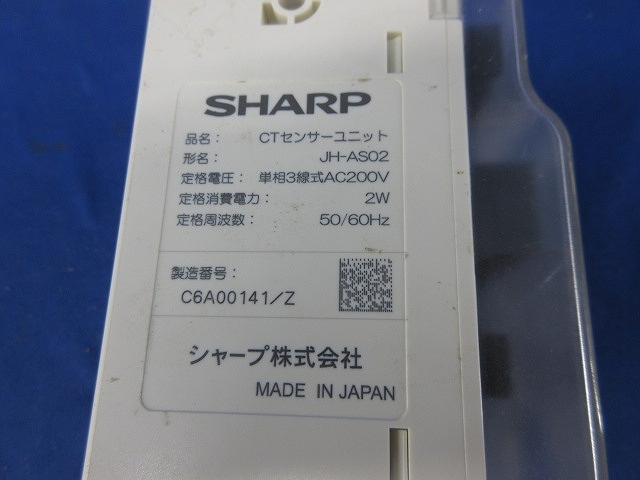 SHARP
品名： CTセンサーユニット
形名： JH-AS02
定格電圧： 単相3線式AC200V
定格消費電力： 2W
定格周波数： 50/60Hz
製造番号：
C6A00141/Z
シャープ株式会社
MADE IN JAPAN